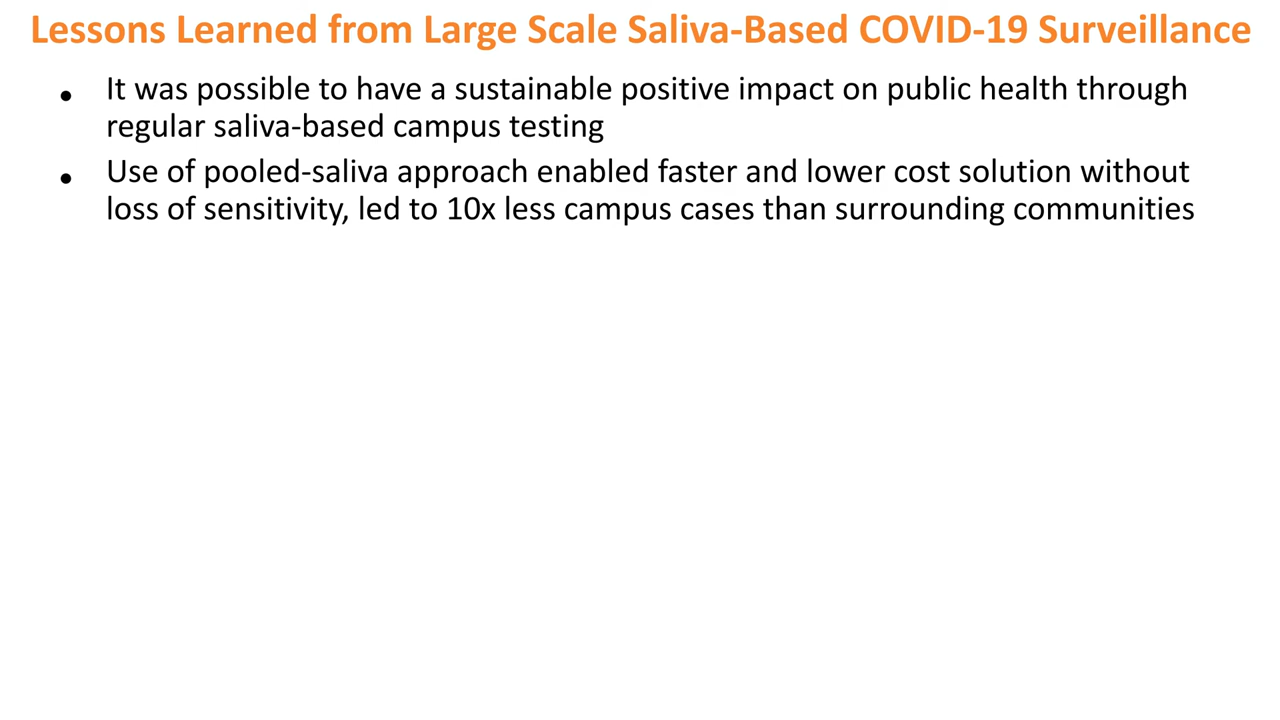 Lessons Learned from Large Scale Saliva-Based COVID-19 Surveillance
• It was possible to have a sustainable positive impact on public health through
regular saliva-based campus testing
• Use of pooled-saliva approach enabled faster and lower cost solution without
loss of sensitivity, led to 10x less campus cases than surrounding communities